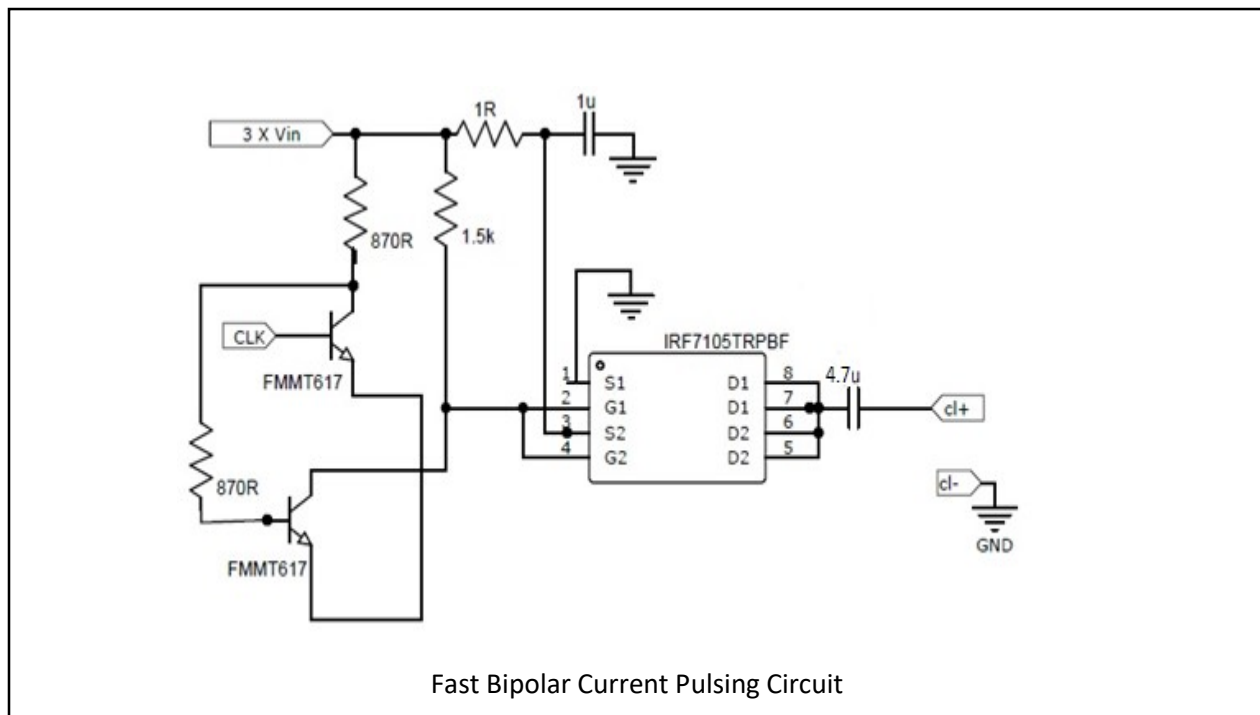 1u
1R
3 X Vin
870R
1.5k
CLK
FMMT617
IRF7105TRPBF
1 S1 D1 8
2 G1 D1 7
3 S2 D2 6
4 G2 D2 5
4.7u
cl+
870R
cl-
FMMT617
GND
Fast Bipolar Current Pulsing Circuit